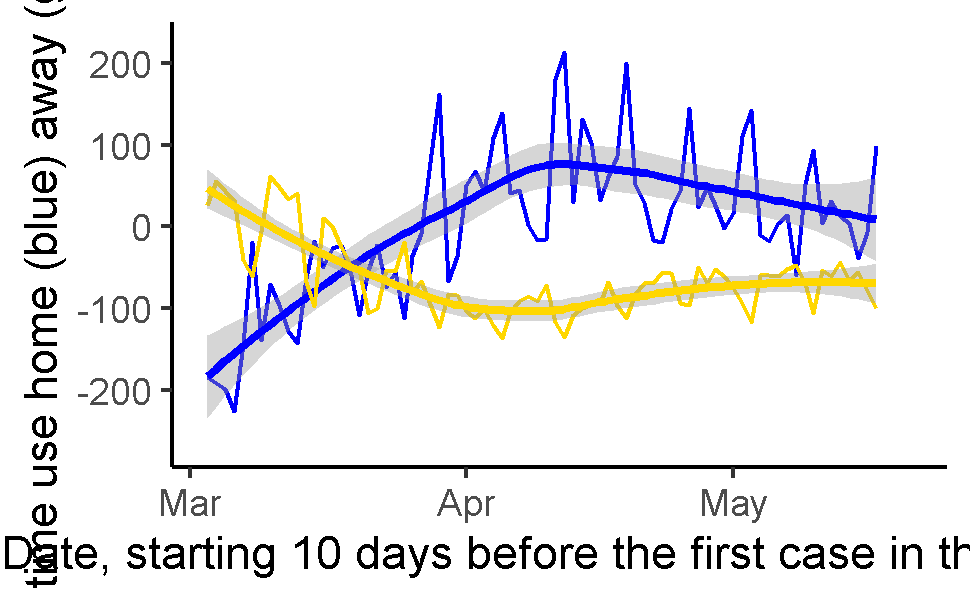 time use home (blue) away (
200
100
0
-100
-200
Mar Apr May
Date, starting 10 days before the first case in th